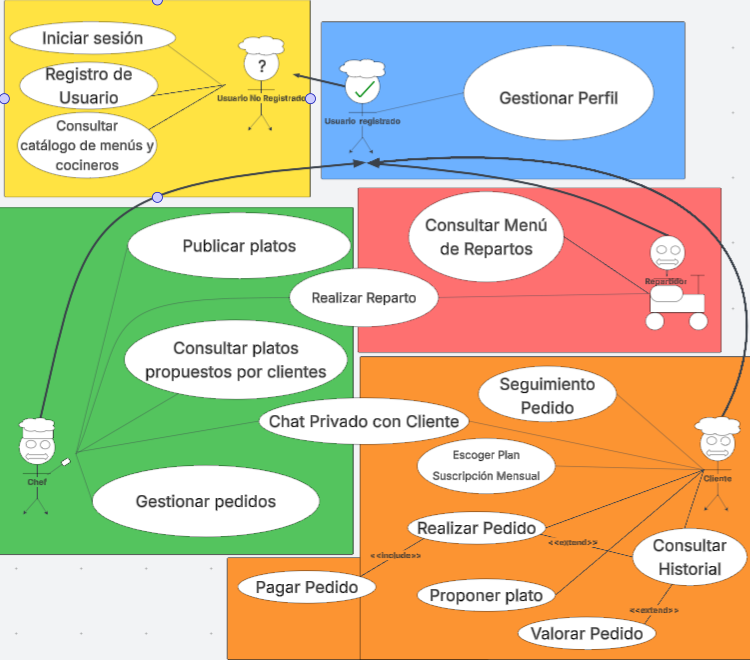 Iniciar sesión
Registro de
Usuario
Consultar
catálogo de menús y
cocineros
?
Usuario No Registrado
Usuario registrado
Gestionar Perfil
Publicar platos
Realizar Reparto
Consultar platos
propuestos por clientes
Chat Privado con Cliente
Gestionar pedidos
Chef
Consultar Menú
de Repartos
Repartidor
Seguimiento
Pedido
Escoger Plan
Suscripción Mensual
Cliente
Realizar Pedido
<<extend>>
<<include>>
Consultar
Historial
Pagar Pedido
Proponer plato
<<extend>>
Valorar Pedido